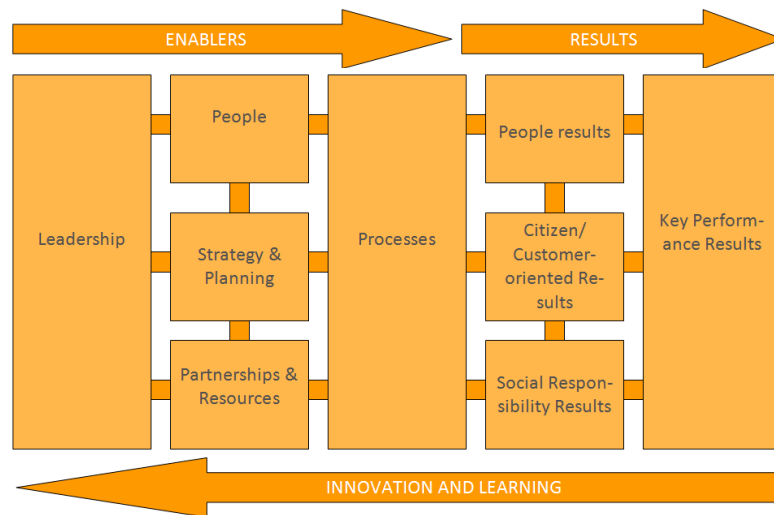 ENABLERS
RESULTS
Leadership
People
Strategy &
Planning
Partnerships &
Resources
Processes
People results
Citizen/
Customer-
oriented Re-
sults
Social Respon-
sibility Results
Key Perform-
ance Results
INNOVATION AND LEARNING